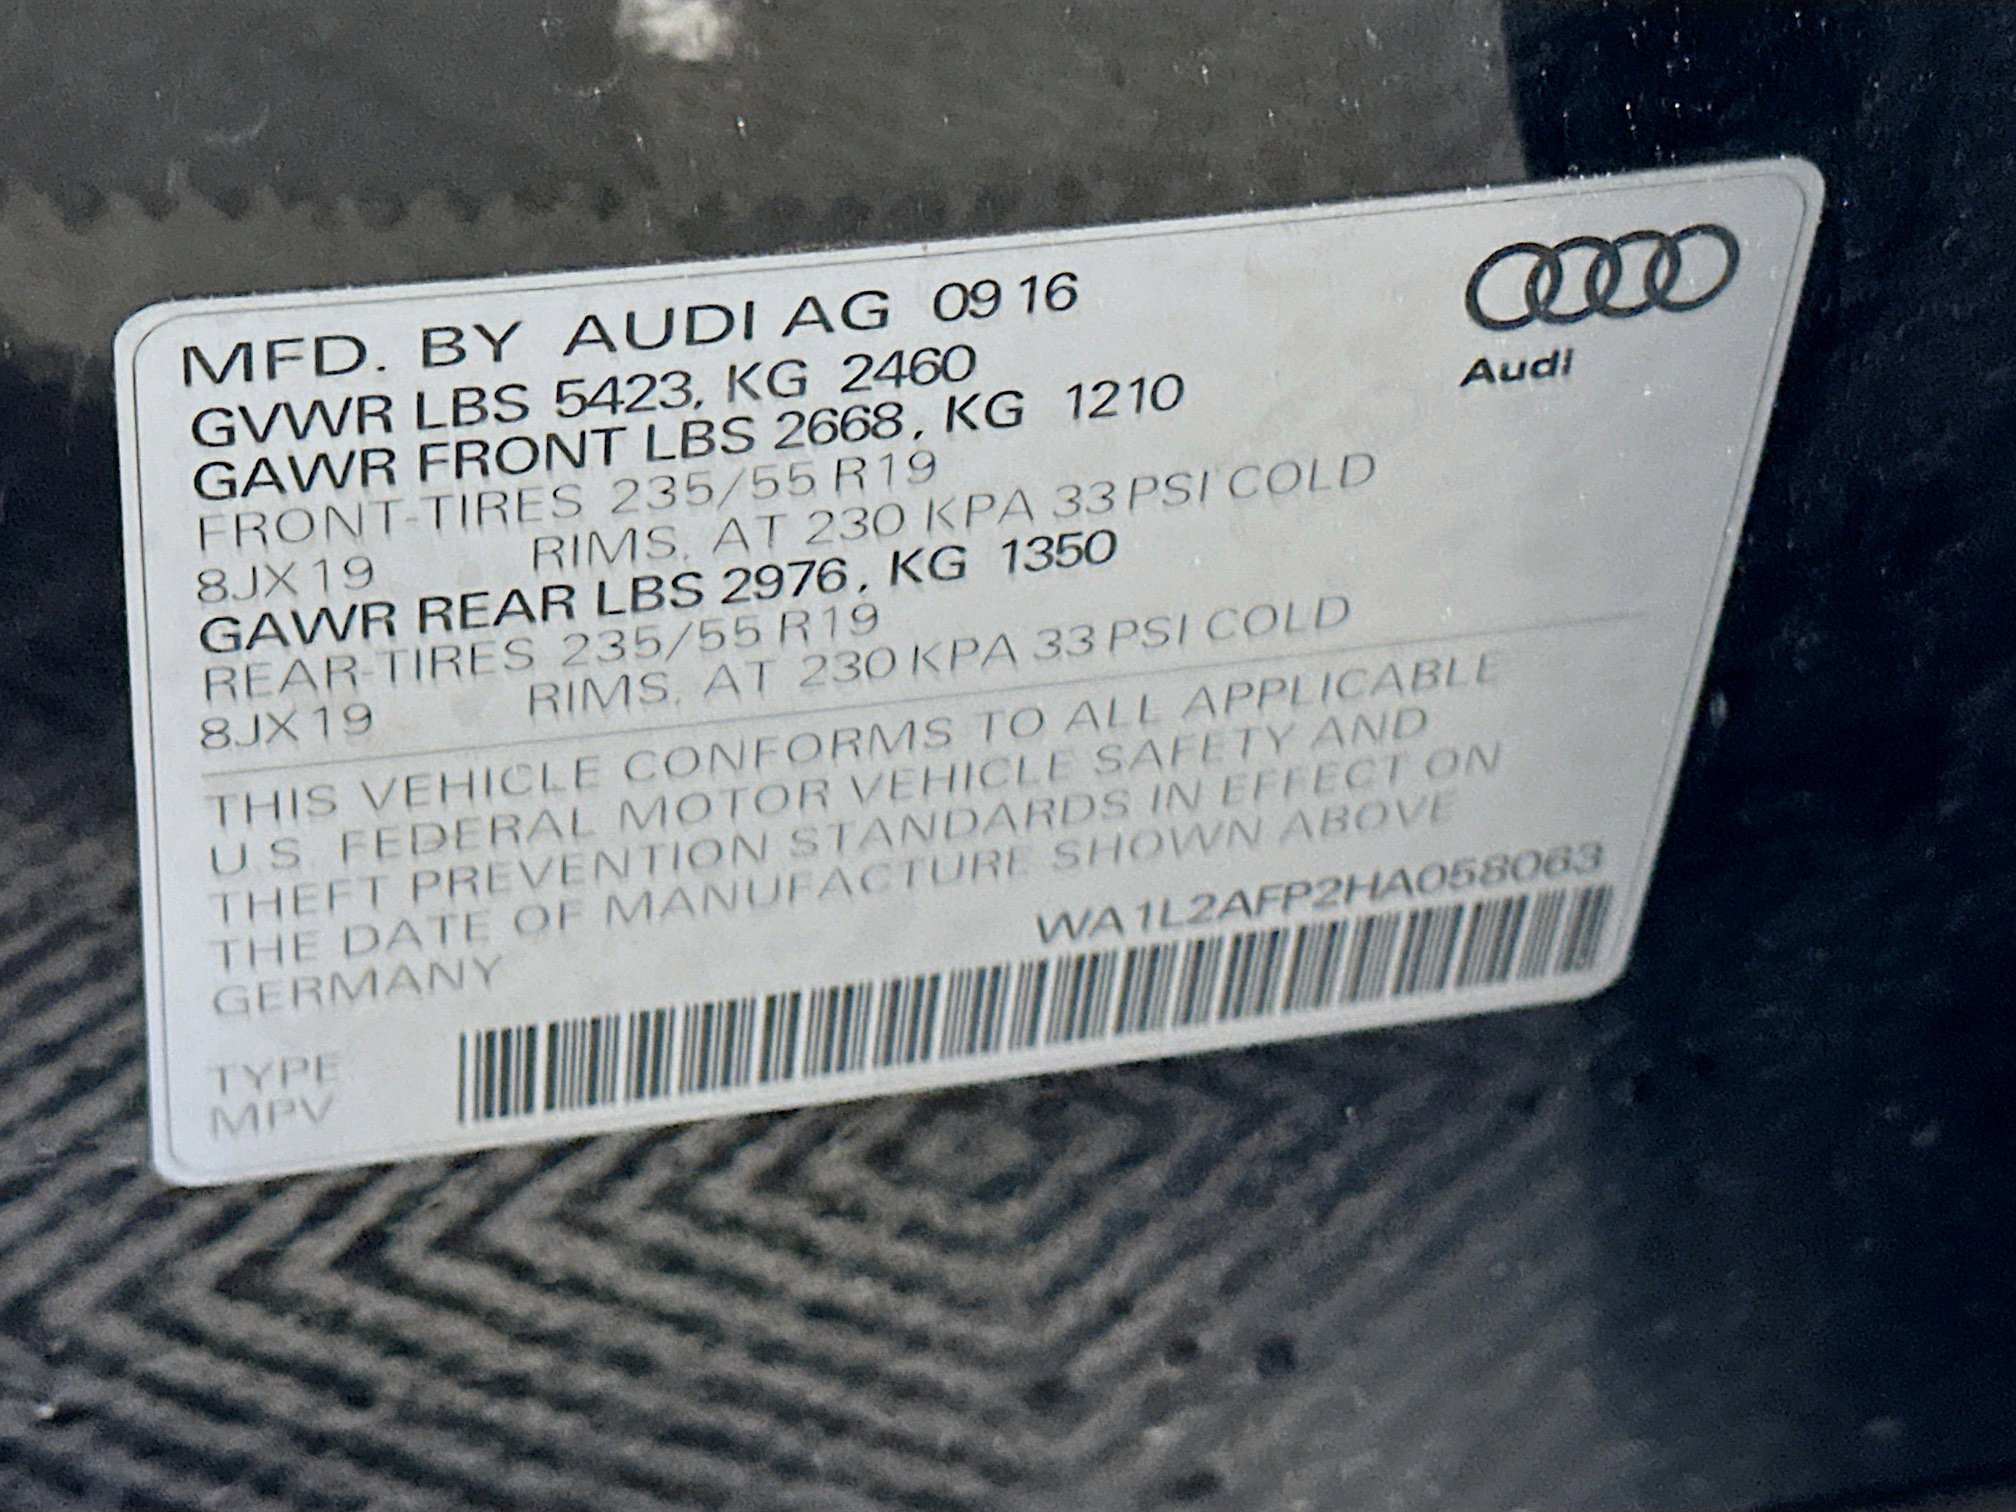 MFD. BY AUDI AG 09 16
GVWR LBS 5423, KG 2460
GAWR FRONT LBS 2668, KG 1210
FRONT-TIRES 235/55 R19
8JX19 RIMS, AT 230 KPA 33 PSI COLD
GAWR REAR LBS 2976, KG 1350
REAR-TIRES 235/55 R19
8JX19 RIMS, AT 230 KPA 33 PSI COLD
THIS VEHICLE CONFORMS TO ALL APPLICABLE
U.S. FEDERAL MOTOR VEHICLE SAFETY AND
THEFT PREVENTION STANDARDS IN EFFECT ON
THE DATE OF MANUFACTURE SHOWN ABOVE
GERMANY
WA1L2AFP2HA058063
TYPE
MPV
Audi